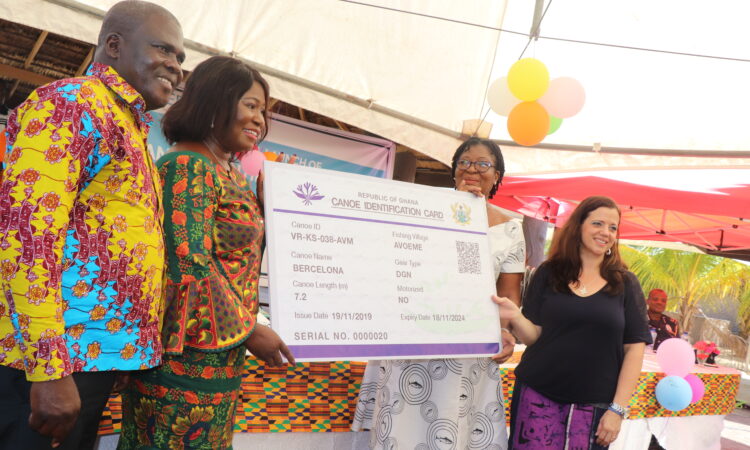 NCH OF
REPUBLIC OF GHANA
CANOE IDENTIFICATION CARD
Canoe ID
VR-KS-038-AVM
Fishing Village
AVOEME
Canoe Name
BERCELONA
Gear Type
DGN
Canoe Length (m)
7.2
Motorized
NO
Issue Date 19/11/2019
Expiry Date 18/11/2024
SERIAL NO. 0000020